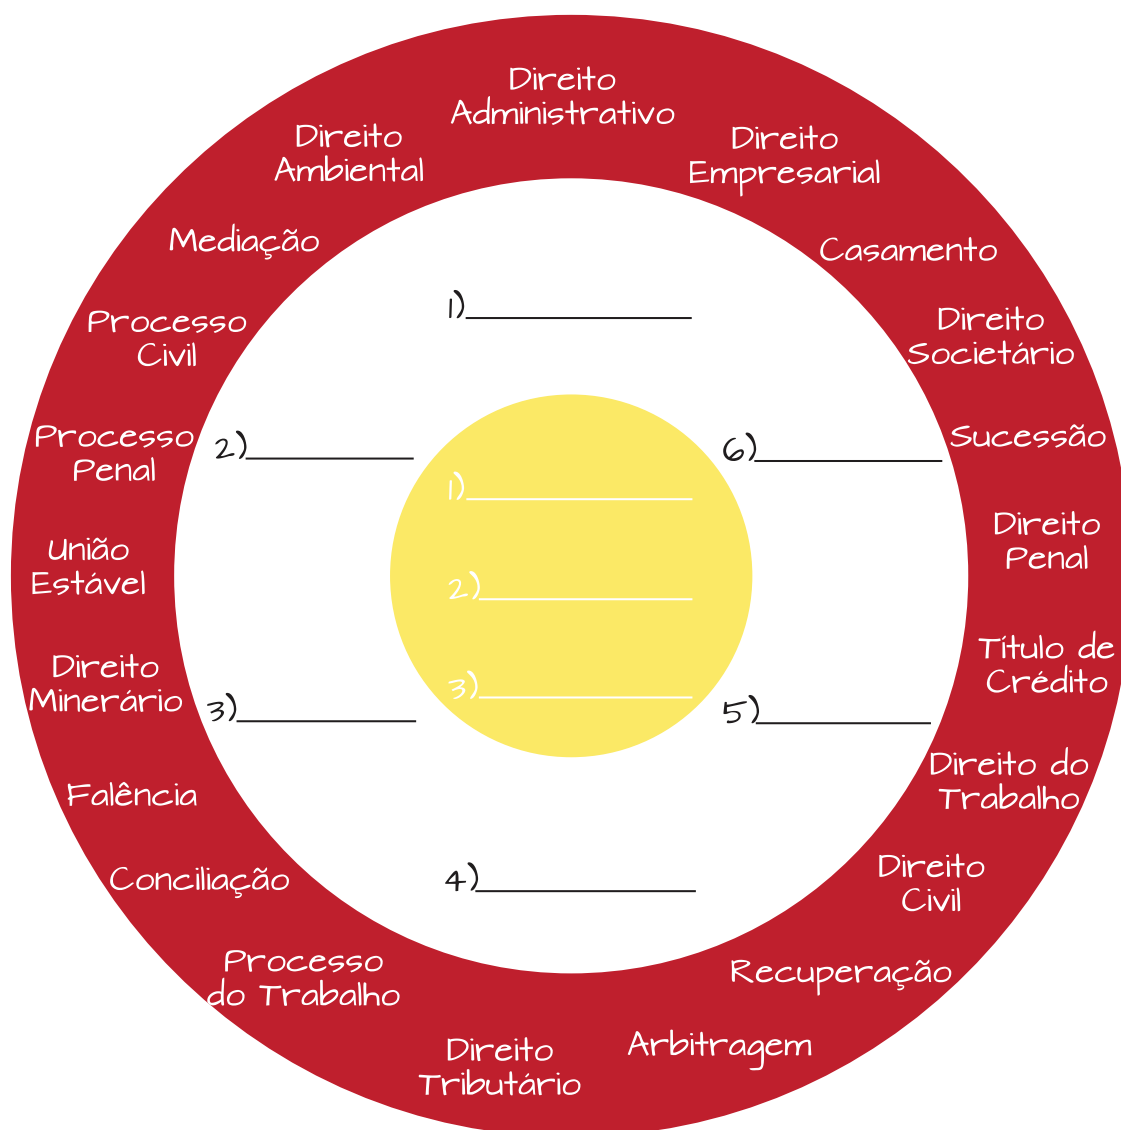 Direito
Administrativo
Direito
Empresarial
Casamento
Direito
Societário
Sucessão
Direito
Penal
Título de
Crédito
Direito do
Trabalho
Direito
Civil
Recuperação
Arbitragem
Direito
Tributário
Processo
do Trabalho
Conciliação
Falência
Direito
Minerário
União
Estável
Processo
Penal
Processo
Civil
Mediação
Direito
Ambiental
1)
2)
3)
4)
5)
6)
1)
2)
3)